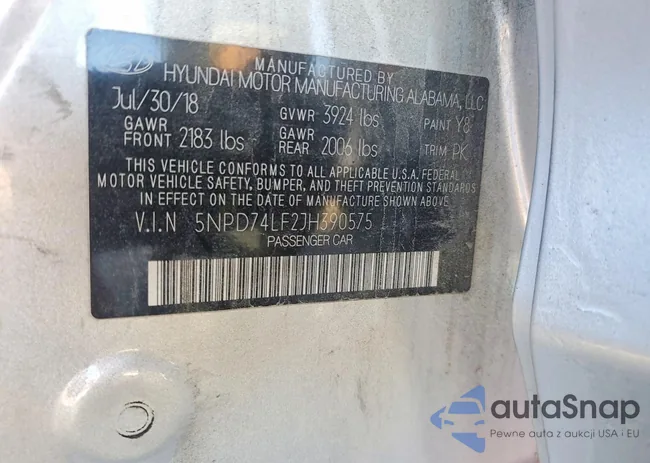 MANUFACTURED BY
HYUNDAI MOTOR MANUFACTURING ALABAMA, LLC
Jul/30/18 GVWR 3924 lbs PAINT Y8
GAWR FRONT 2183 lbs GAWR REAR 2006 lbs TRIM PK
THIS VEHICLE CONFORMS TO ALL APPLICABLE U.S.A. FEDERAL
MOTOR VEHICLE SAFETY, BUMPER, AND THEFT PREVENTION STANDARDS
IN EFFECT ON THE DATE OF MANUFACTURE SHOWN ABOVE.
V.I.N 5NPD74LF2JH390575
PASSENGER CAR
autaSnap
Pewne auta z aukcji USA i EU